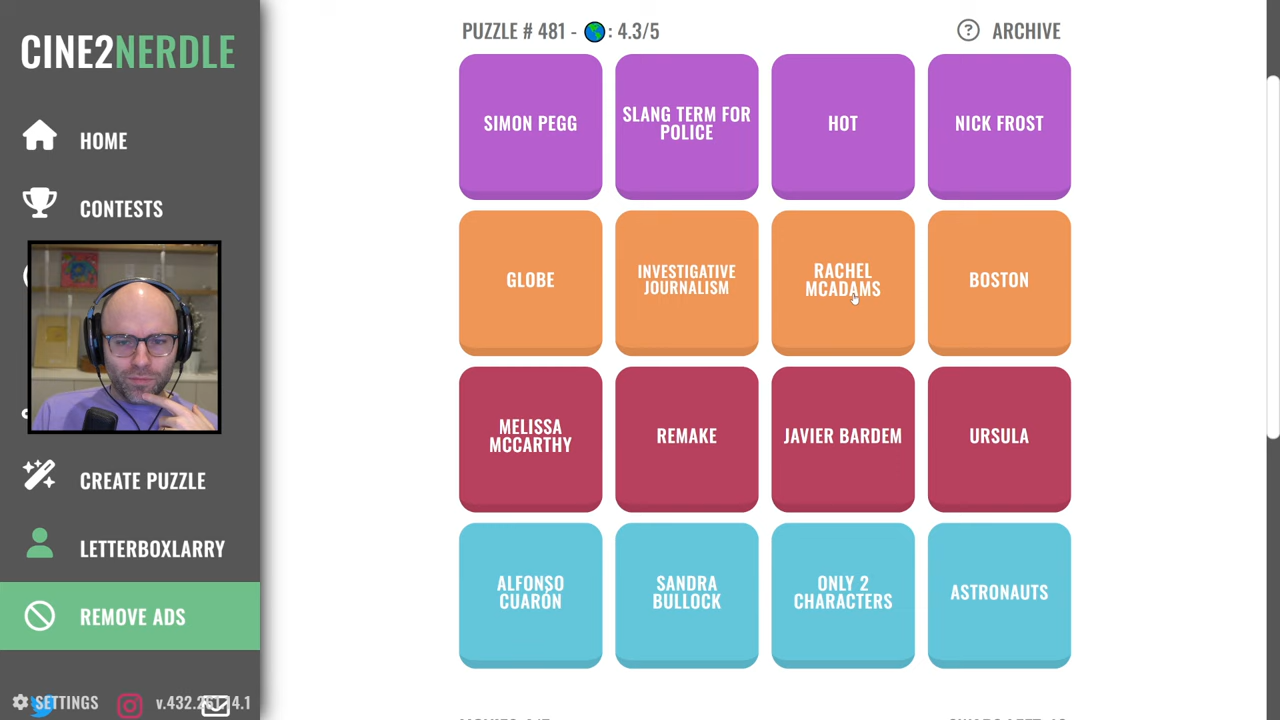 CINE2NERDLE
HOME
CONTESTS
CREATE PUZZLE
LETTERBOXLARRY
REMOVE ADS
SETTINGS
PUZZLE # 481 - : 4.3/5
? ARCHIVE
SIMON PEGG
SLANG TERM FOR
POLICE
HOT
NICK FROST
GLOBE
INVESTIGATIVE
JOURNALISM
RACHEL
MCADAMS
BOSTON
MELISSA
MCCARTHY
REMAKE
JAVIER BARDEM
URSULA
ALFONSO
CUARÓN
SANDRA
BULLOCK
ONLY 2
CHARACTERS
ASTRONAUTS